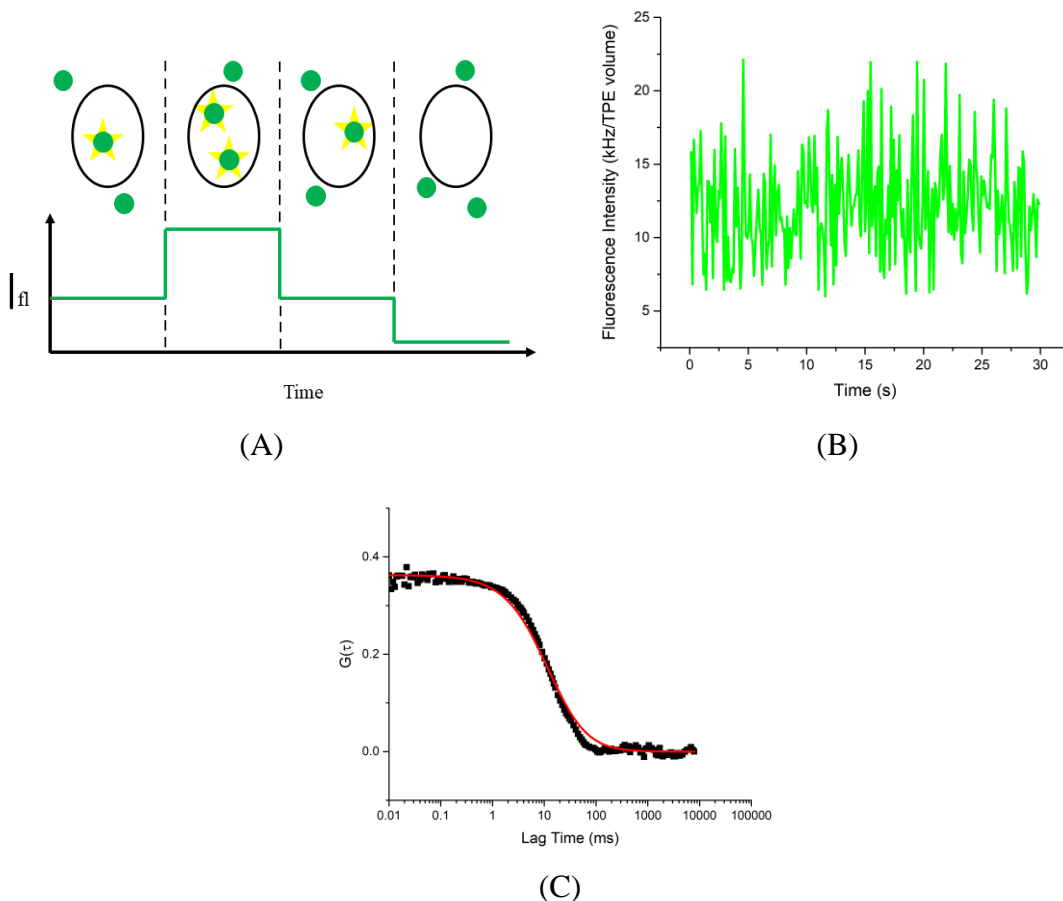 I fl
Time
(A)
25
20
15
10
5
Fluorescence Intensity (kHz/TPE volume)
0 5 10 15 20 25 30
Time (s)
(B)
0.4
0.2
0.0
G(τ)
0.01 0.1 1 10 100 1000 10000 100000
Lag Time (ms)
(C)